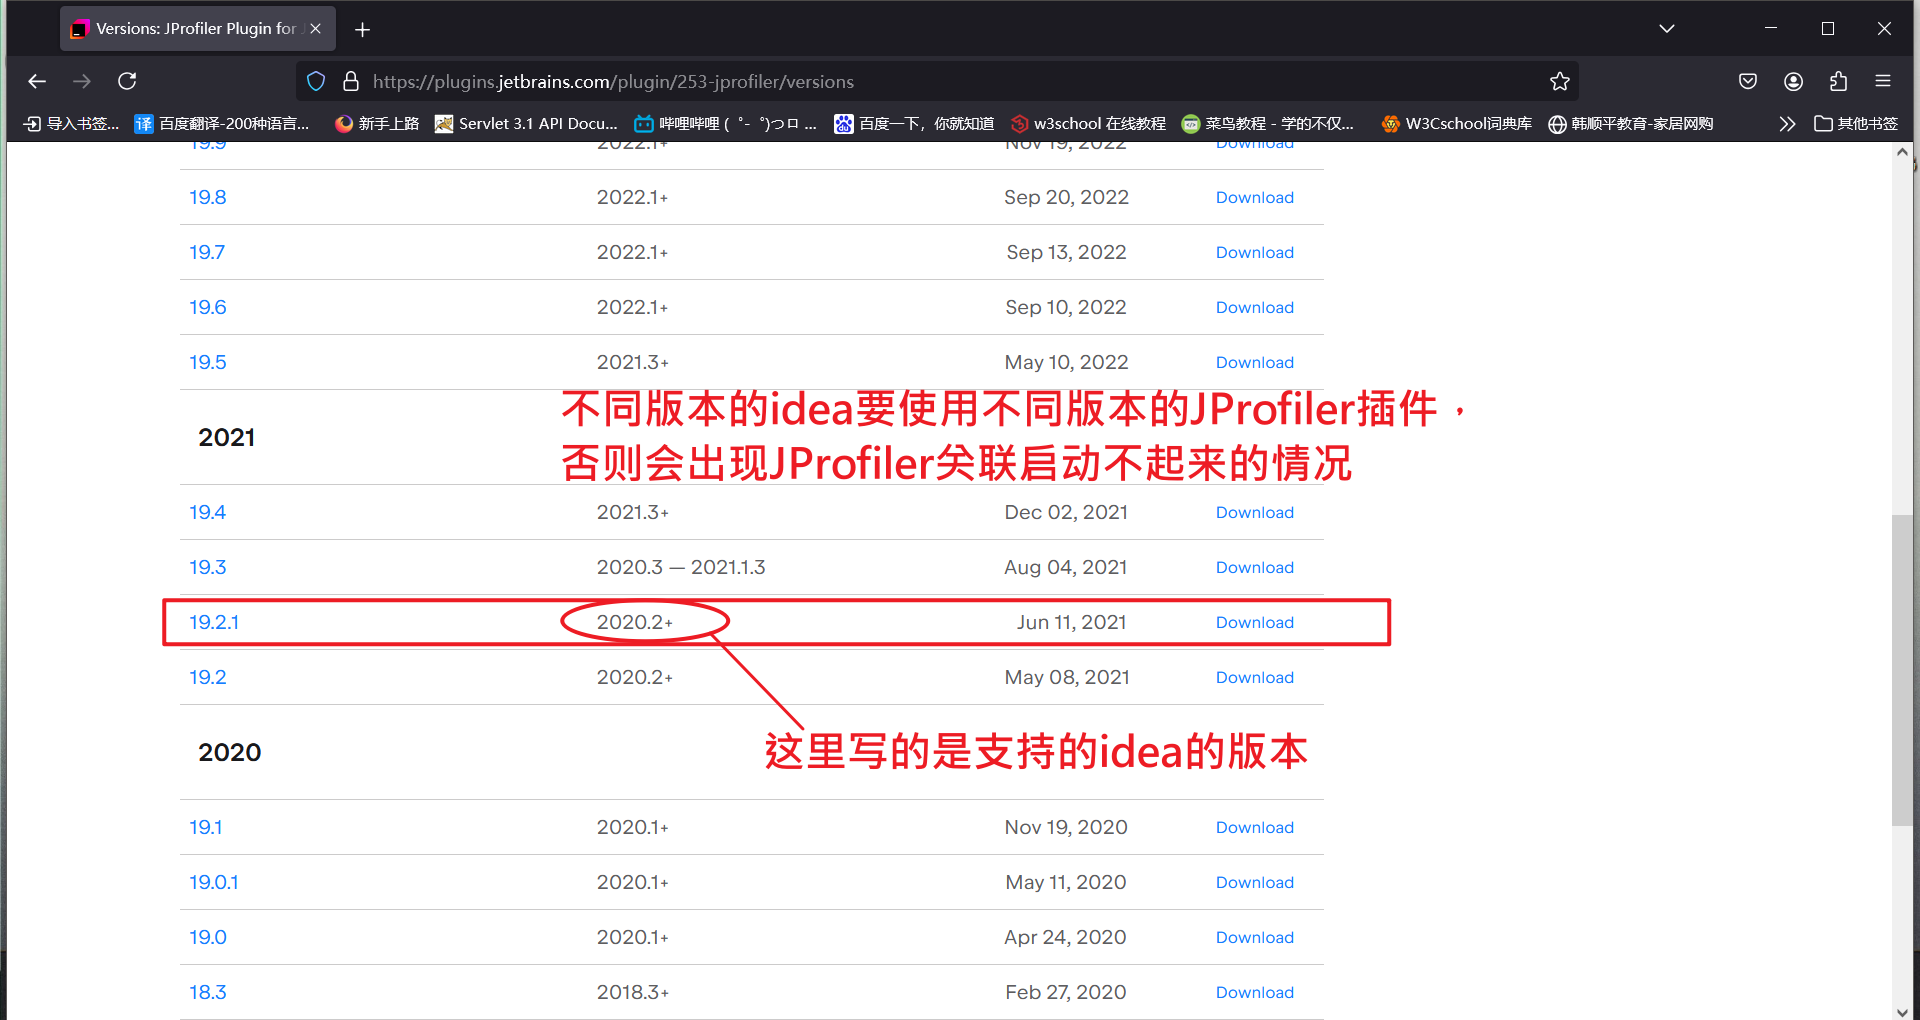 Versions: JProfiler Plugin for J
https://plugins.jetbrains.com/plugin/253-jprofiler/versions
导入书签... 百度翻译-200种语言... 新手上路 Servlet 3.1 API Docu... 哔哩哔哩 ( ゜- ゜)つロ ... 百度一下，你就知道 w3school 在线教程 菜鸟教程 - 学的不仅... W3Cschool词典库 韩顺平教育-家居网购 其他书签
19.9 2022.1+ Nov 19, 2022 Download
19.8 2022.1+ Sep 20, 2022 Download
19.7 2022.1+ Sep 13, 2022 Download
19.6 2022.1+ Sep 10, 2022 Download
19.5 2021.3+ May 10, 2022 Download
不同版本的idea要使用不同版本的JProfiler插件，
2021
否则会出现JProfiler关联启动不起来的情况
19.4 2021.3+ Dec 02, 2021 Download
19.3 2020.3 — 2021.1.3 Aug 04, 2021 Download
19.2.1 2020.2+ Jun 11, 2021 Download
19.2 2020.2+ May 08, 2021 Download
2020
这里写的是支持的idea的版本
19.1 2020.1+ Nov 19, 2020 Download
19.0.1 2020.1+ May 11, 2020 Download
19.0 2020.1+ Apr 24, 2020 Download
18.3 2018.3+ Feb 27, 2020 Download